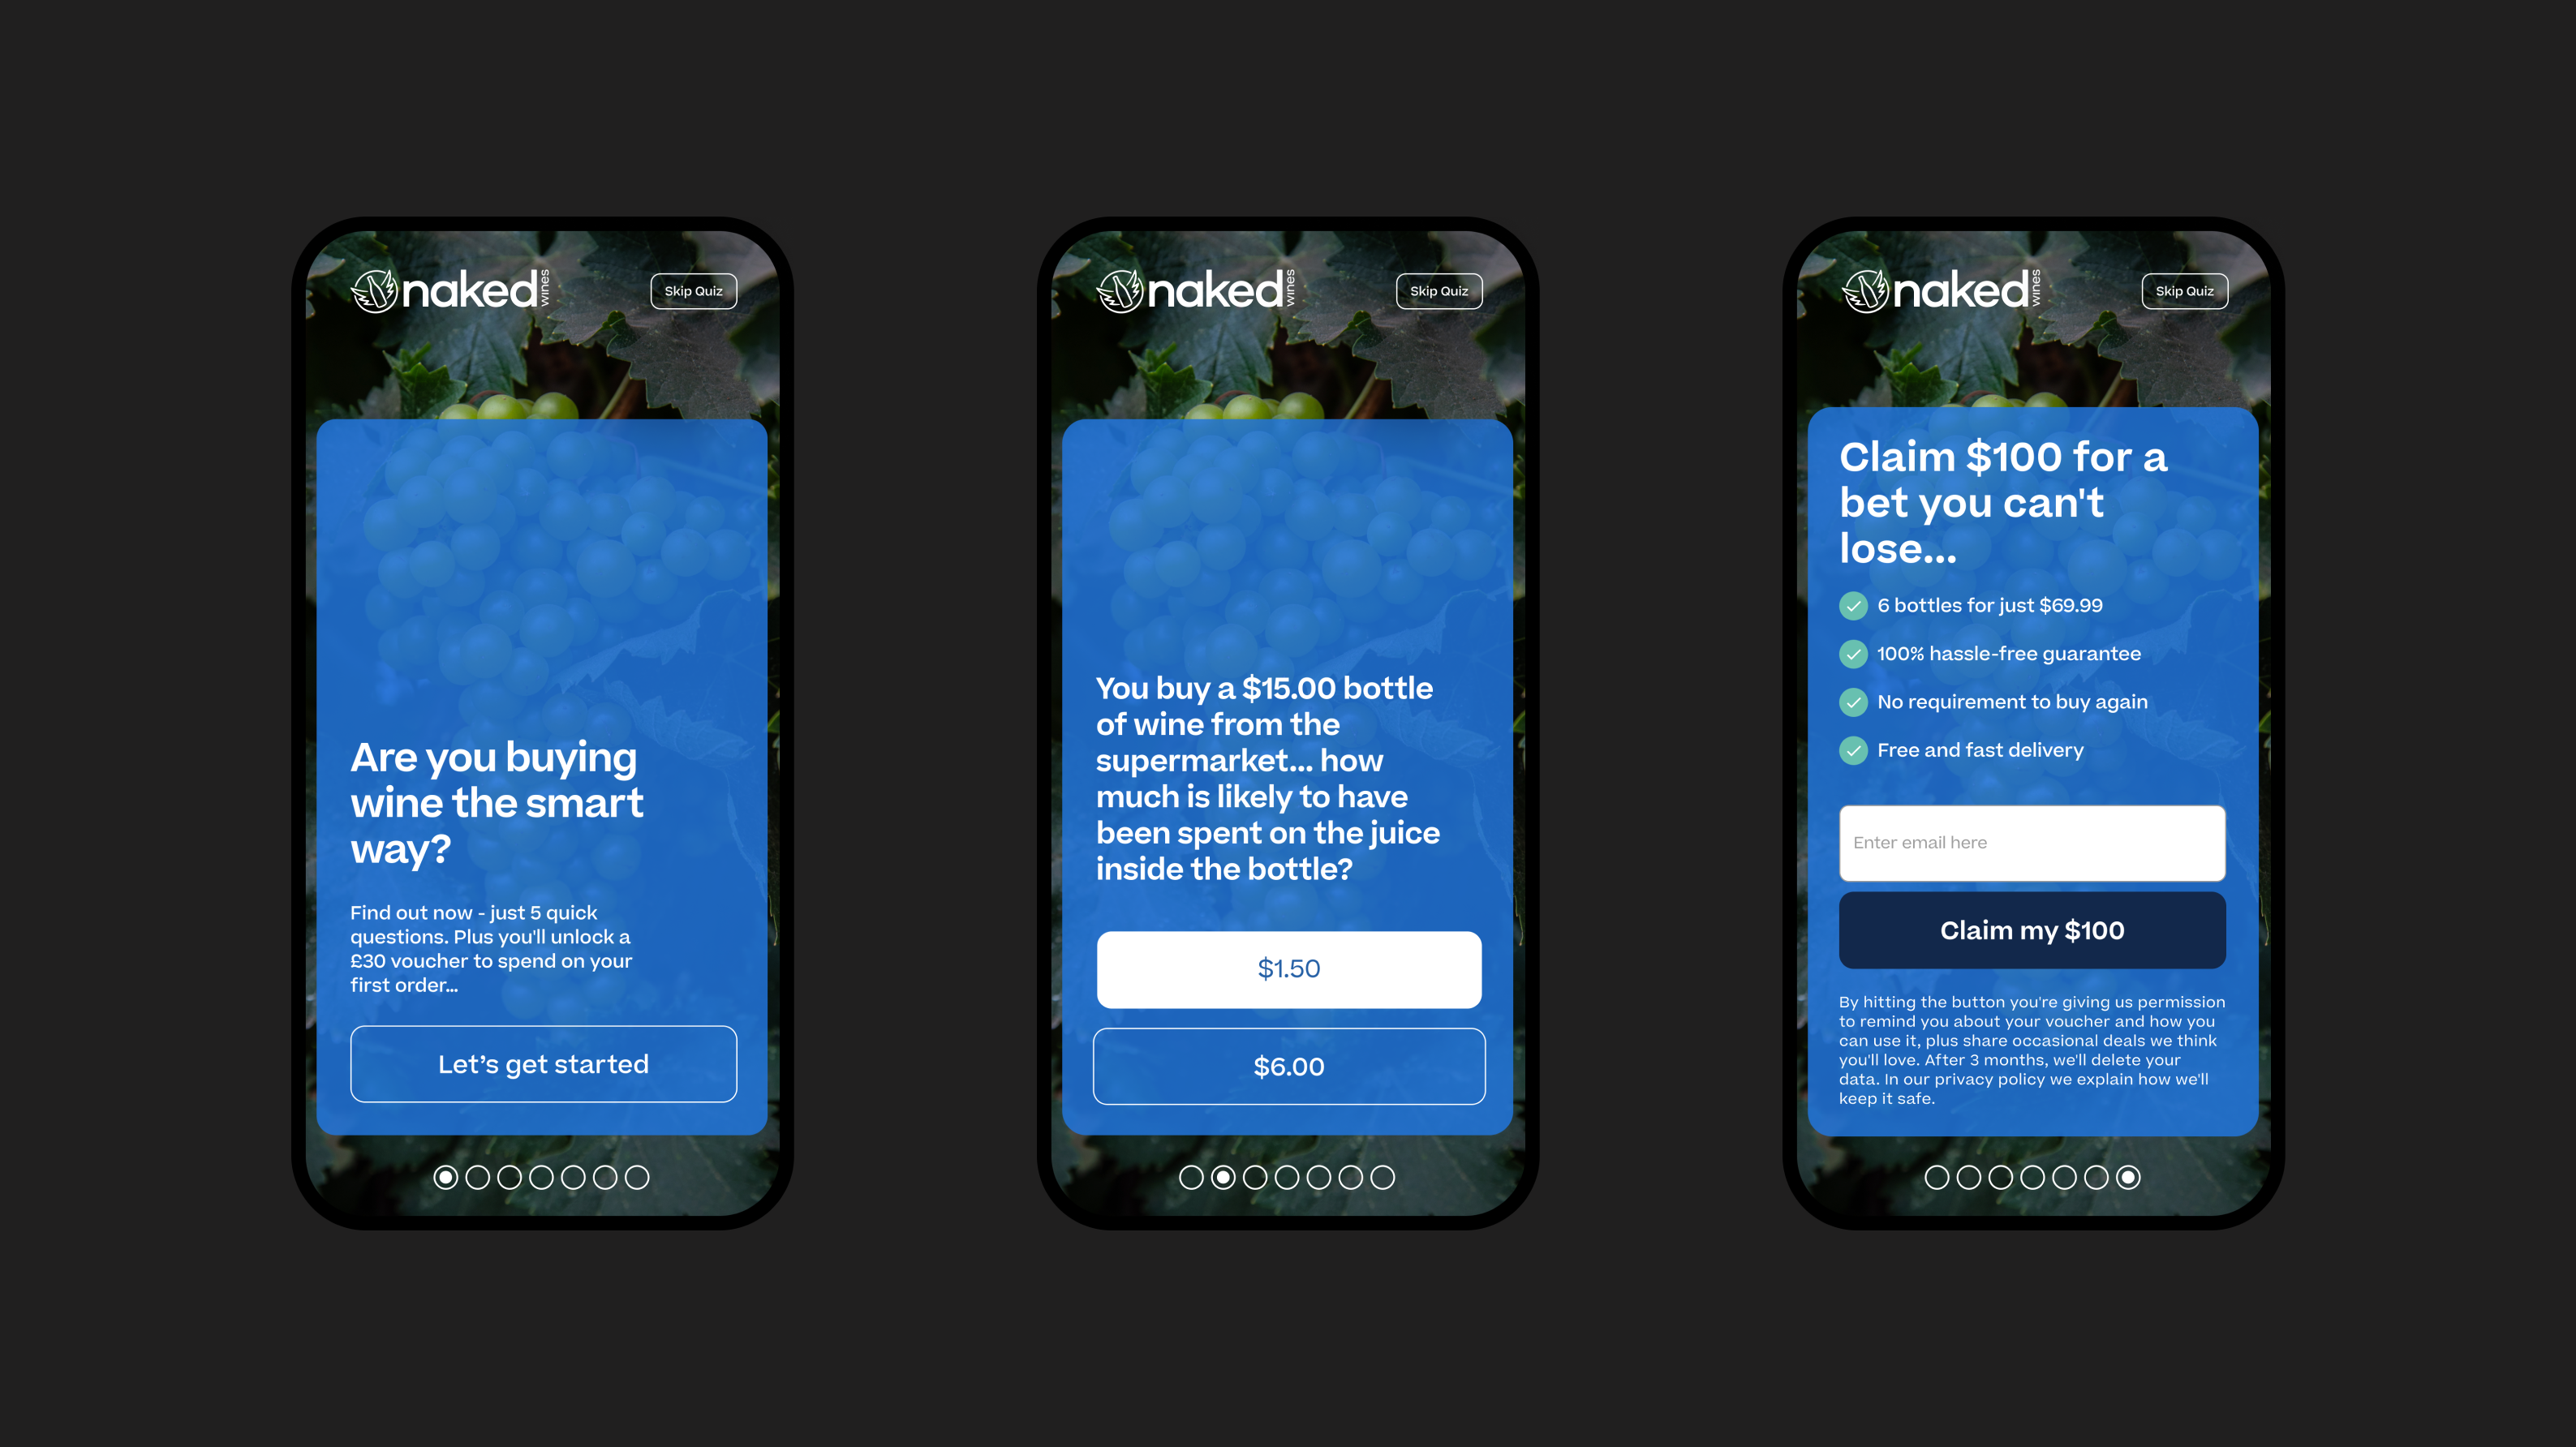 naked wines
Skip Quiz
Are you buying
wine the smart
way?
Find out now - just 5 quick
questions. Plus you'll unlock a
£30 voucher to spend on your
first order...
Let’s get started
naked wines
Skip Quiz
You buy a $15.00 bottle
of wine from the
supermarket... how
much is likely to have
been spent on the juice
inside the bottle?
$1.50
$6.00
naked wines
Skip Quiz
Claim $100 for a
bet you can't
lose...
6 bottles for just $69.99
100% hassle-free guarantee
No requirement to buy again
Free and fast delivery
Enter email here
Claim my $100
By hitting the button you're giving us permission
to remind you about your voucher and how you
can use it, plus share occasional deals we think
you'll love. After 3 months, we'll delete your
data. In our privacy policy we explain how we'll
keep it safe.